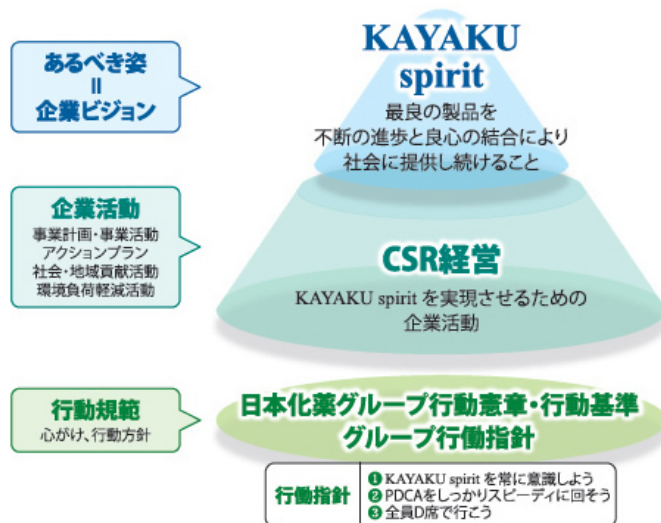 あるべき姿
＝
企業ビジョン
KAYAKU
spirit
最良の製品を
不断の進歩と良心の結合により
社会に提供し続けること
企業活動
事業計画・事業活動
アクションプラン
社会・地域貢献活動
環境負荷軽減活動
CSR経営
KAYAKU spirit を実現させるための
企業活動
行動規範
心がけ、行動方針
日本化薬グループ行動憲章・行動基準
グループ行働指針
行働指針
❶ KAYAKU spirit を常に意識しよう
❷ PDCAをしっかりスピーディに回そう
❸ 全員D席で行こう